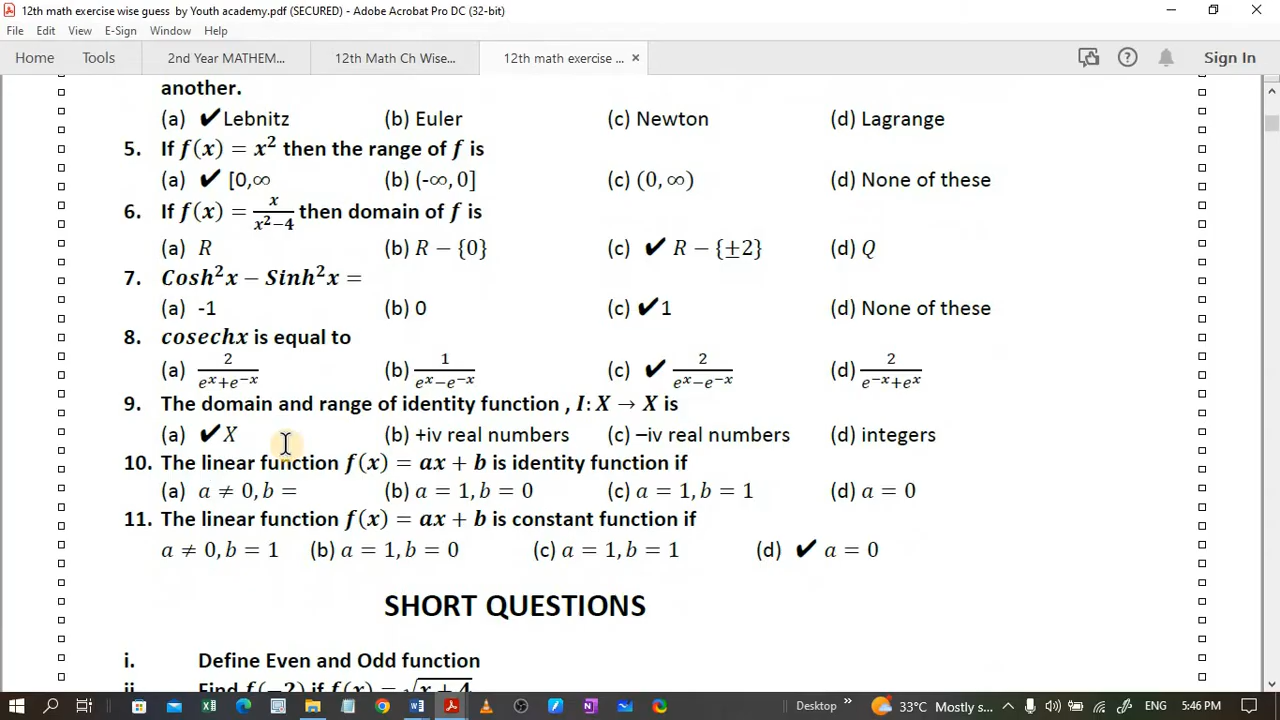 12th math exercise wise guess by Youth academy.pdf (SECURED) - Adobe Acrobat Pro DC (32-bit)
File Edit View E-Sign Window Help
Home Tools 2nd Year MATHEM... 12th Math Ch Wise... 12th math exercise ... × Sign In
another.
(a) ✔Lebnitz (b) Euler (c) Newton (d) Lagrange
5. If f(x) = x² then the range of f is
(a) ✔ [0,∞ (b) (-∞, 0] (c) (0, ∞) (d) None of these
6. If f(x) = x/(x²−4) then domain of f is
(a) R (b) R − {0} (c) ✔ R − {±2} (d) Q
7. Cosh²x − Sinh²x =
(a) -1 (b) 0 (c) ✔1 (d) None of these
8. cosechx is equal to
(a) 2/(eˣ+e⁻ˣ) (b) 1/(eˣ−e⁻ˣ) (c) ✔ 2/(eˣ−e⁻ˣ) (d) 2/(e⁻ˣ+eˣ)
9. The domain and range of identity function , I: X → X is
(a) ✔X (b) +iv real numbers (c) –iv real numbers (d) integers
10. The linear function f(x) = ax + b is identity function if
(a) a ≠ 0, b = (b) a = 1, b = 0 (c) a = 1, b = 1 (d) a = 0
11. The linear function f(x) = ax + b is constant function if
a ≠ 0, b = 1 (b) a = 1, b = 0 (c) a = 1, b = 1 (d) ✔ a = 0
SHORT QUESTIONS
i. Define Even and Odd function
ii. Find f(−2) if f(x) = √(x + 4)
Desktop » 33°C Mostly s... ENG 5:46 PM